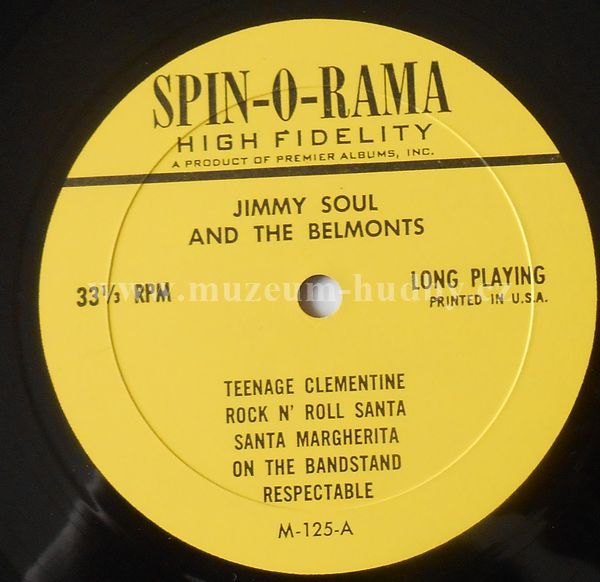 SPIN-O-RAMA
HIGH FIDELITY
A PRODUCT OF PREMIER ALBUMS, INC.
JIMMY SOUL
AND THE BELMONTS
33⅓ RPM
LONG PLAYING
PRINTED IN U.S.A.
www.muzeum-hudby.cz
TEENAGE CLEMENTINE
ROCK N' ROLL SANTA
SANTA MARGHERITA
ON THE BANDSTAND
RESPECTABLE
M-125-A